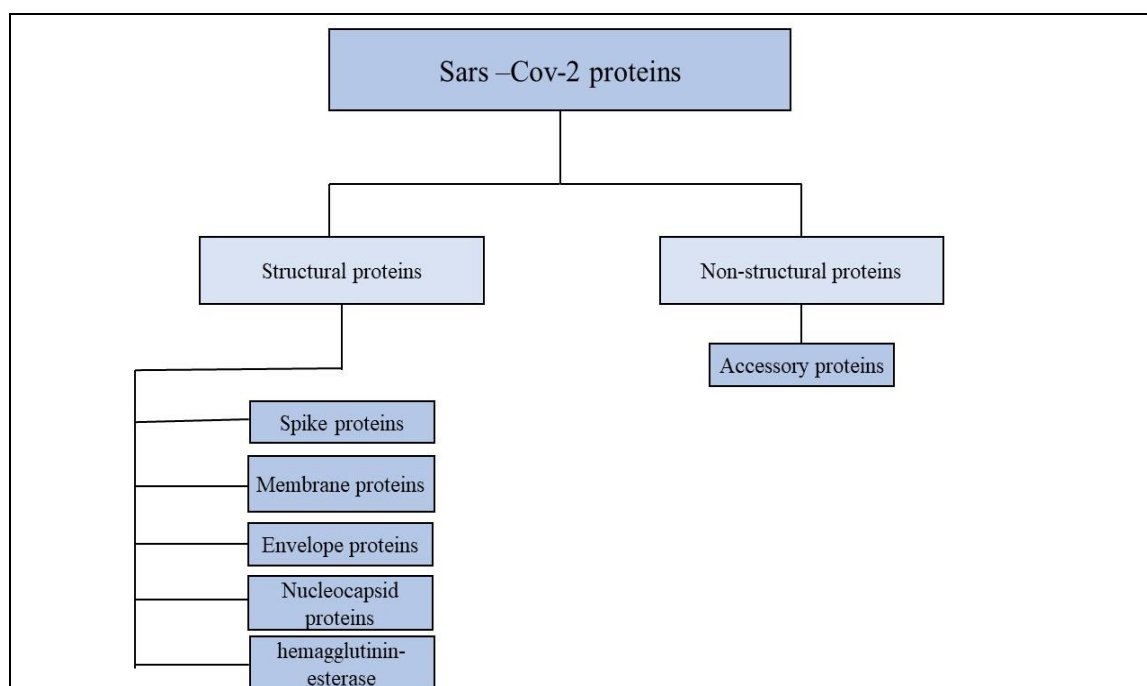 Sars –Cov-2 proteins
Structural proteins
Non-structural proteins
Accessory proteins
Spike proteins
Membrane proteins
Envelope proteins
Nucleocapsid
proteins
hemagglutinin-
esterase